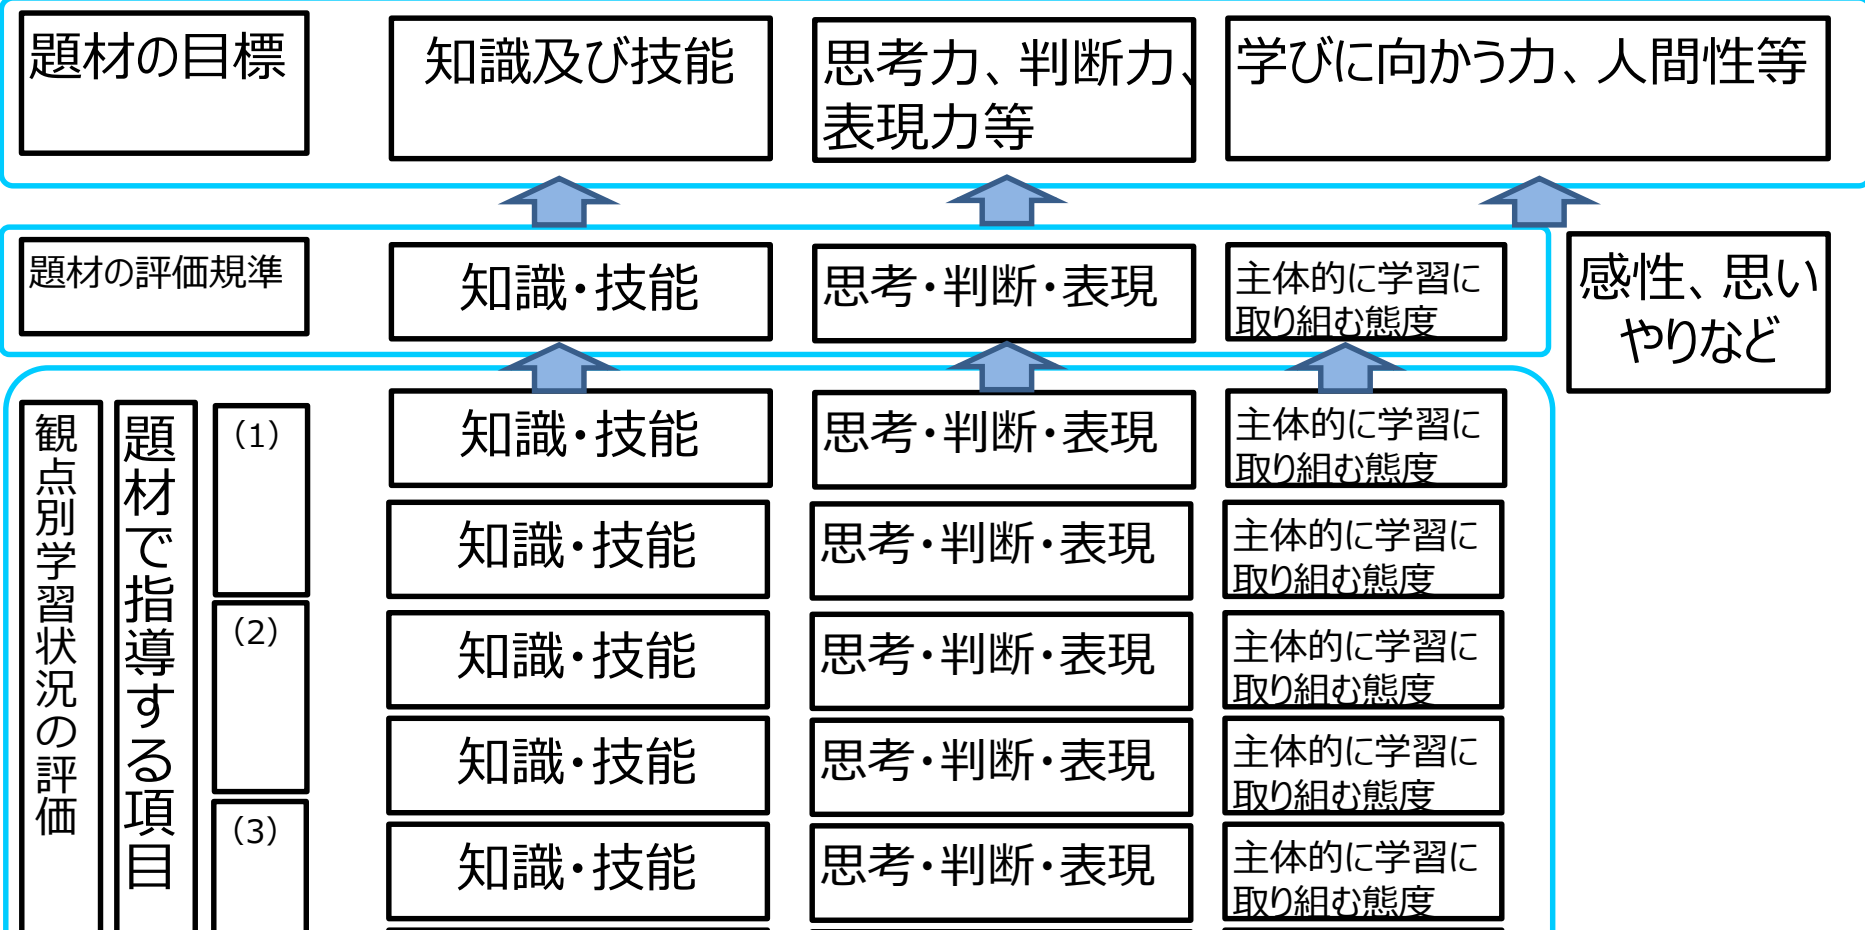 題材の目標
知識及び技能
思考力、判断力、
表現力等
学びに向かう力、人間性等
題材の評価規準
知識・技能
思考・判断・表現
主体的に学習に
取り組む態度
感性、思い
やりなど
観点別学習状況の評価
題材で指導する項目
（1）
知識・技能
思考・判断・表現
主体的に学習に
取り組む態度
知識・技能
思考・判断・表現
主体的に学習に
取り組む態度
（2）
知識・技能
思考・判断・表現
主体的に学習に
取り組む態度
知識・技能
思考・判断・表現
主体的に学習に
取り組む態度
（3）
知識・技能
思考・判断・表現
主体的に学習に
取り組む態度